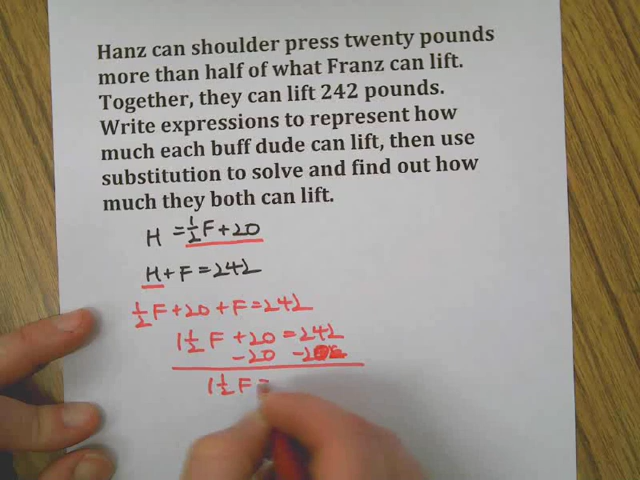 Hanz can shoulder press twenty pounds
more than half of what Franz can lift.
Together, they can lift 242 pounds.
Write expressions to represent how
much each buff dude can lift, then use
substitution to solve and find out how
much they both can lift.
H = ½F + 20
H + F = 242
½F + 20 + F = 242
1½F + 20 = 242
-20 -20
1½F =